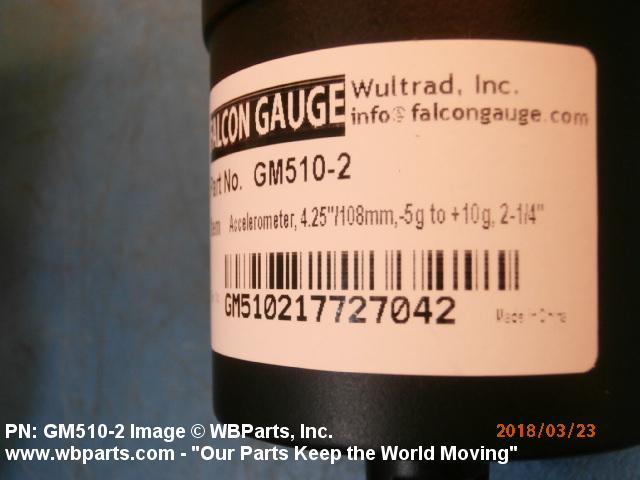 FALCON GAUGE
Wultrad, Inc.
info@falcongauge.com
Part No. GM510-2
Item Accelerometer, 4.25"/108mm,-5g to +10g, 2-1/4"
GM510217727042
Made in China
PN: GM510-2 Image © WBParts, Inc.
2018/03/23
www.wbparts.com - "Our Parts Keep the World Moving"